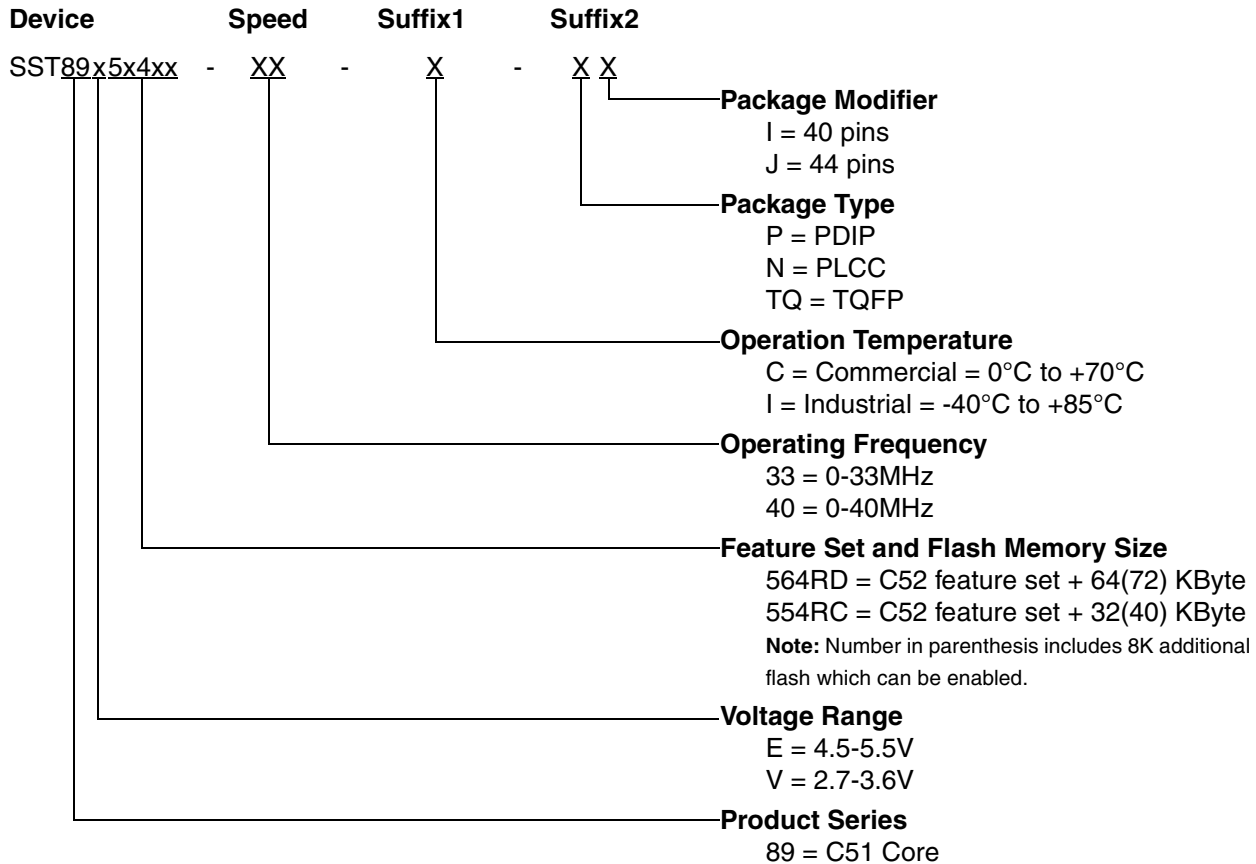 Device Speed Suffix1 Suffix2
SST89x5x4xx - XX - X - X X
Package Modifier
I = 40 pins
J = 44 pins
Package Type
P = PDIP
N = PLCC
TQ = TQFP
Operation Temperature
C = Commercial = 0°C to +70°C
I = Industrial = -40°C to +85°C
Operating Frequency
33 = 0-33MHz
40 = 0-40MHz
Feature Set and Flash Memory Size
564RD = C52 feature set + 64(72) KByte
554RC = C52 feature set + 32(40) KByte
Note: Number in parenthesis includes 8K additional
flash which can be enabled.
Voltage Range
E = 4.5-5.5V
V = 2.7-3.6V
Product Series
89 = C51 Core